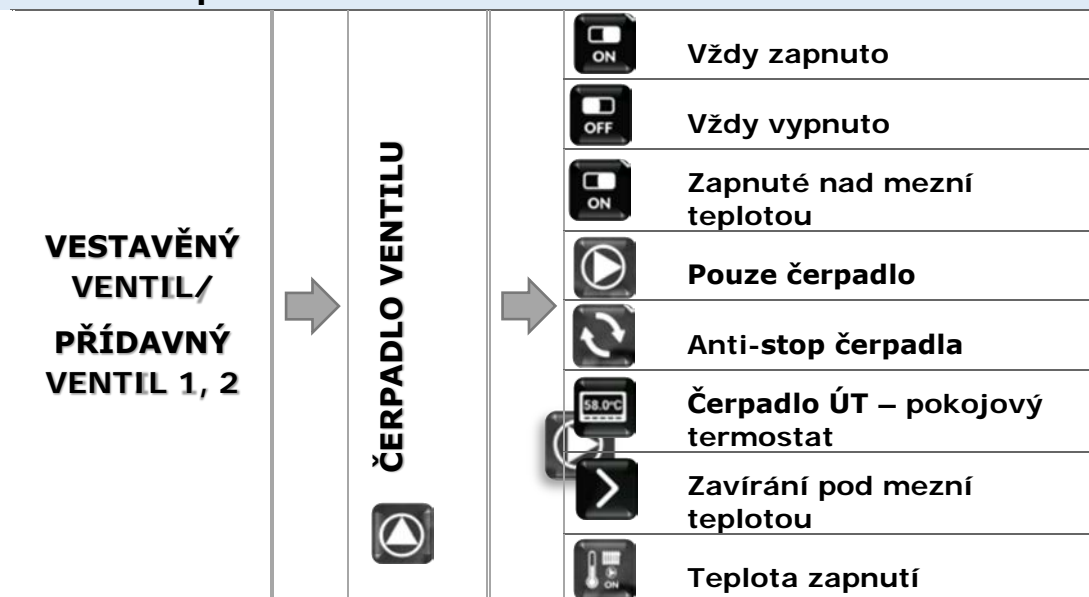 VESTAVĚNÝ
VENTIL/
PŘÍDAVNÝ
VENTIL 1, 2
ČERPADLO VENTILU
ON
Vždy zapnuto
OFF
Vždy vypnuto
ON
Zapnuté nad mezní
teplotou
Pouze čerpadlo
Anti-stop čerpadla
58.0°C
Čerpadlo ÚT – pokojový
termostat
Zavírání pod mezní
teplotou
ON
Teplota zapnutí